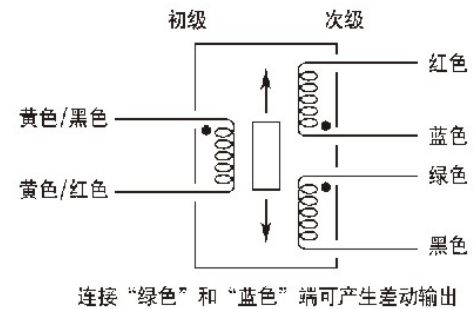 初级
次级
红色
黄色/黑色
蓝色
绿色
黄色/红色
黑色
连接“绿色”和“蓝色”端可产生差动输出